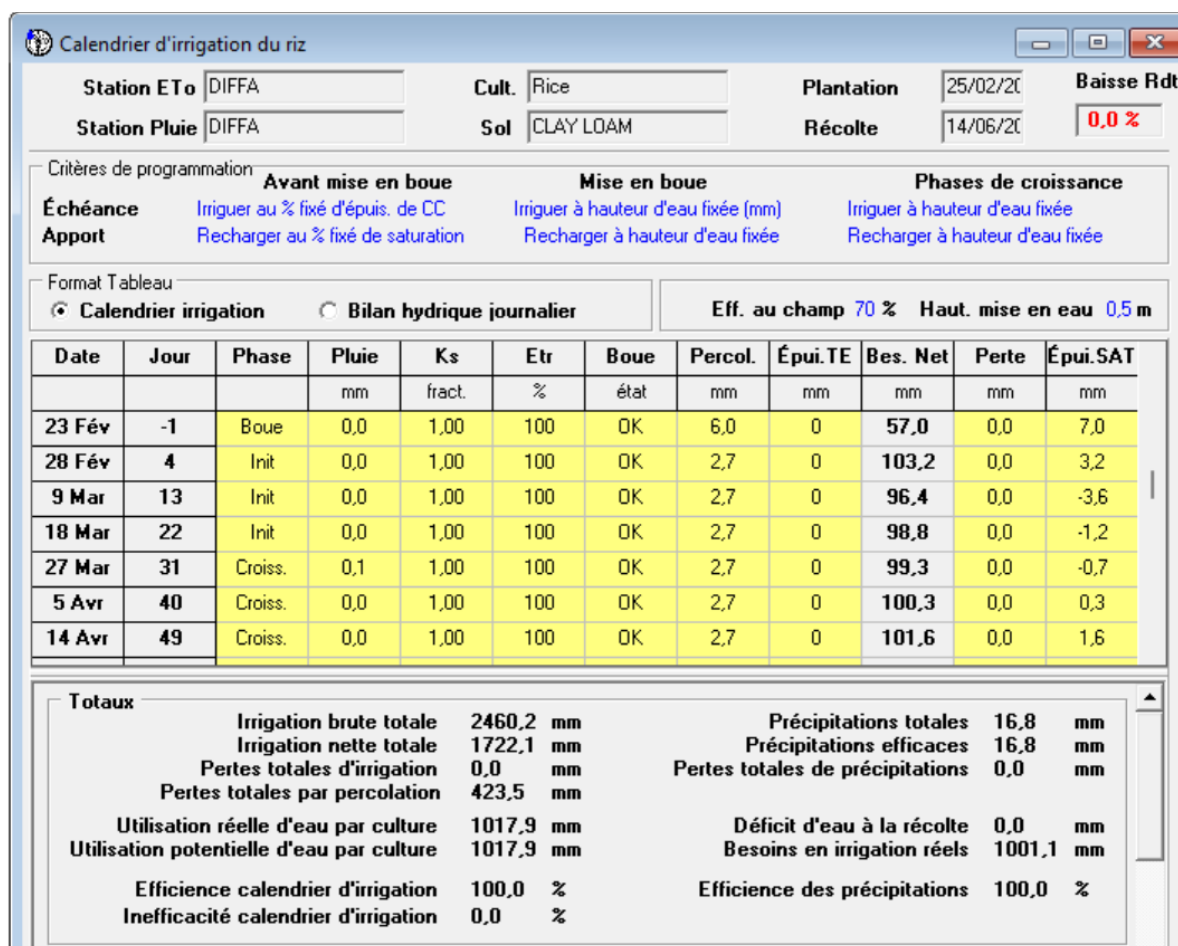 Calendrier d'irrigation du riz
Station ETo DIFFA Cult. Rice Plantation 25/02/20 Baisse Rdt
Station Pluie DIFFA Sol CLAY LOAM Récolte 14/06/20 0,0 %
Critères de programmation
Avant mise en boue Mise en boue Phases de croissance
Échéance Irriguer au % fixé d'épuis. de CC Irriguer à hauteur d'eau fixée (mm) Irriguer à hauteur d'eau fixée
Apport Recharger au % fixé de saturation Recharger à hauteur d'eau fixée Recharger à hauteur d'eau fixée
Format Tableau
Calendrier irrigation Bilan hydrique journalier Eff. au champ 70 % Haut. mise en eau 0,5 m
Date Jour Phase Pluie Ks Etr Boue Percol. Épui.TE Bes. Net Perte Épui.SAT
mm fract. % état mm mm mm mm mm
23 Fév -1 Boue 0,0 1,00 100 OK 6,0 0 57,0 0,0 7,0
28 Fév 4 Init 0,0 1,00 100 OK 2,7 0 103,2 0,0 3,2
9 Mar 13 Init 0,0 1,00 100 OK 2,7 0 96,4 0,0 -3,6
18 Mar 22 Init 0,0 1,00 100 OK 2,7 0 98,8 0,0 -1,2
27 Mar 31 Croiss. 0,1 1,00 100 OK 2,7 0 99,3 0,0 -0,7
5 Avr 40 Croiss. 0,0 1,00 100 OK 2,7 0 100,3 0,0 0,3
14 Avr 49 Croiss. 0,0 1,00 100 OK 2,7 0 101,6 0,0 1,6
Totaux
Irrigation brute totale 2460,2 mm Précipitations totales 16,8 mm
Irrigation nette totale 1722,1 mm Précipitations efficaces 16,8 mm
Pertes totales d'irrigation 0,0 mm Pertes totales de précipitations 0,0 mm
Pertes totales par percolation 423,5 mm
Utilisation réelle d'eau par culture 1017,9 mm Déficit d'eau à la récolte 0,0 mm
Utilisation potentielle d'eau par culture 1017,9 mm Besoins en irrigation réels 1001,1 mm
Efficience calendrier d'irrigation 100,0 % Efficience des précipitations 100,0 %
Inefficacité calendrier d'irrigation 0,0 %